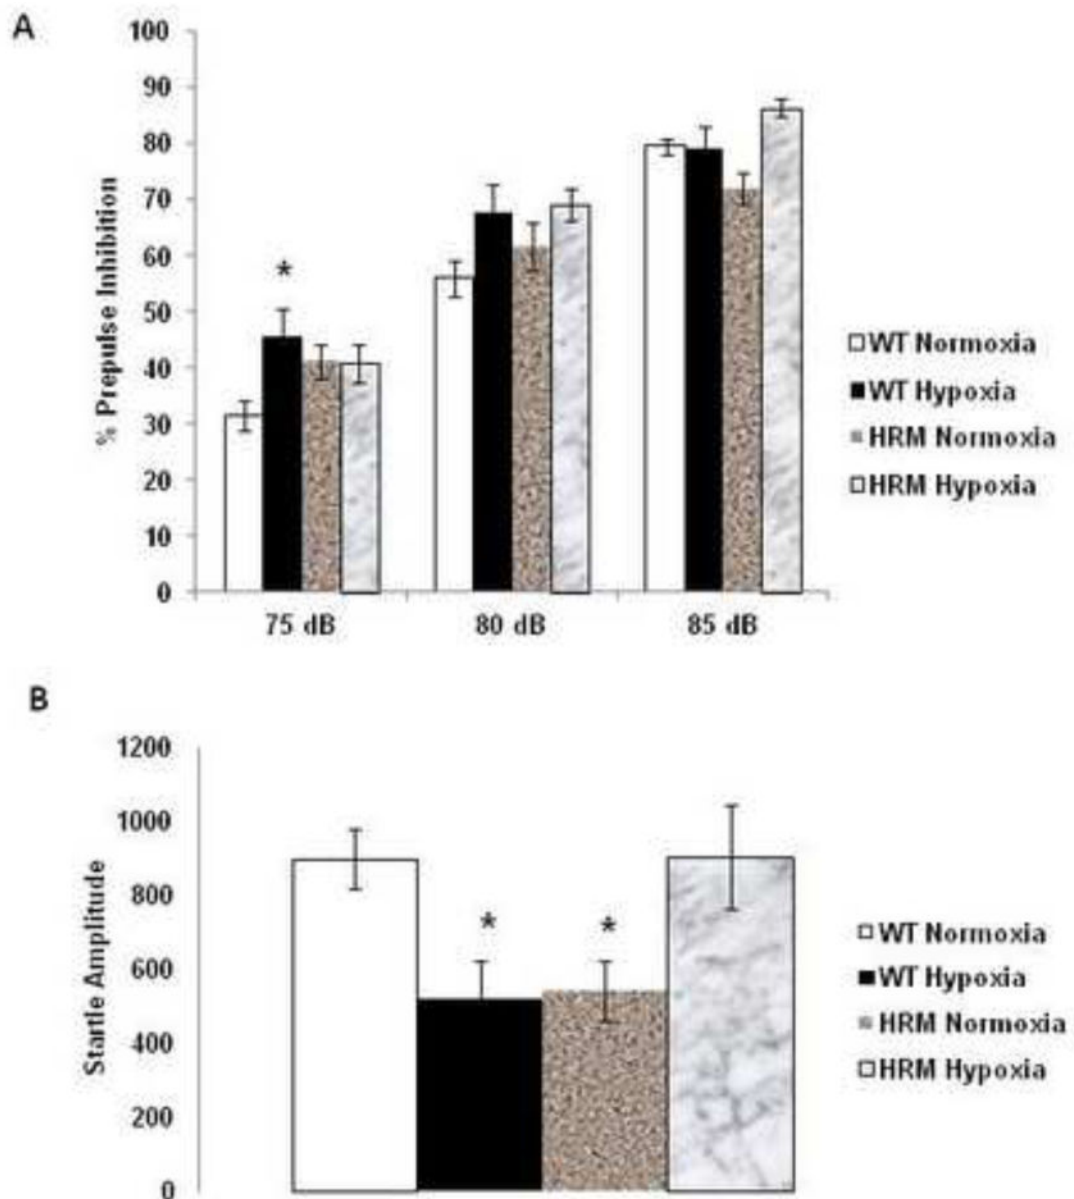 A
100
90
80
70
60
50
40
30
20
10
0
% Prepulse Inhibition
*
75 dB 80 dB 85 dB
WT Normoxia
WT Hypoxia
HRM Normoxia
HRM Hypoxia
B
1200
1000
800
600
400
200
0
Startle Amplitude
* *
WT Normoxia
WT Hypoxia
HRM Normoxia
HRM Hypoxia